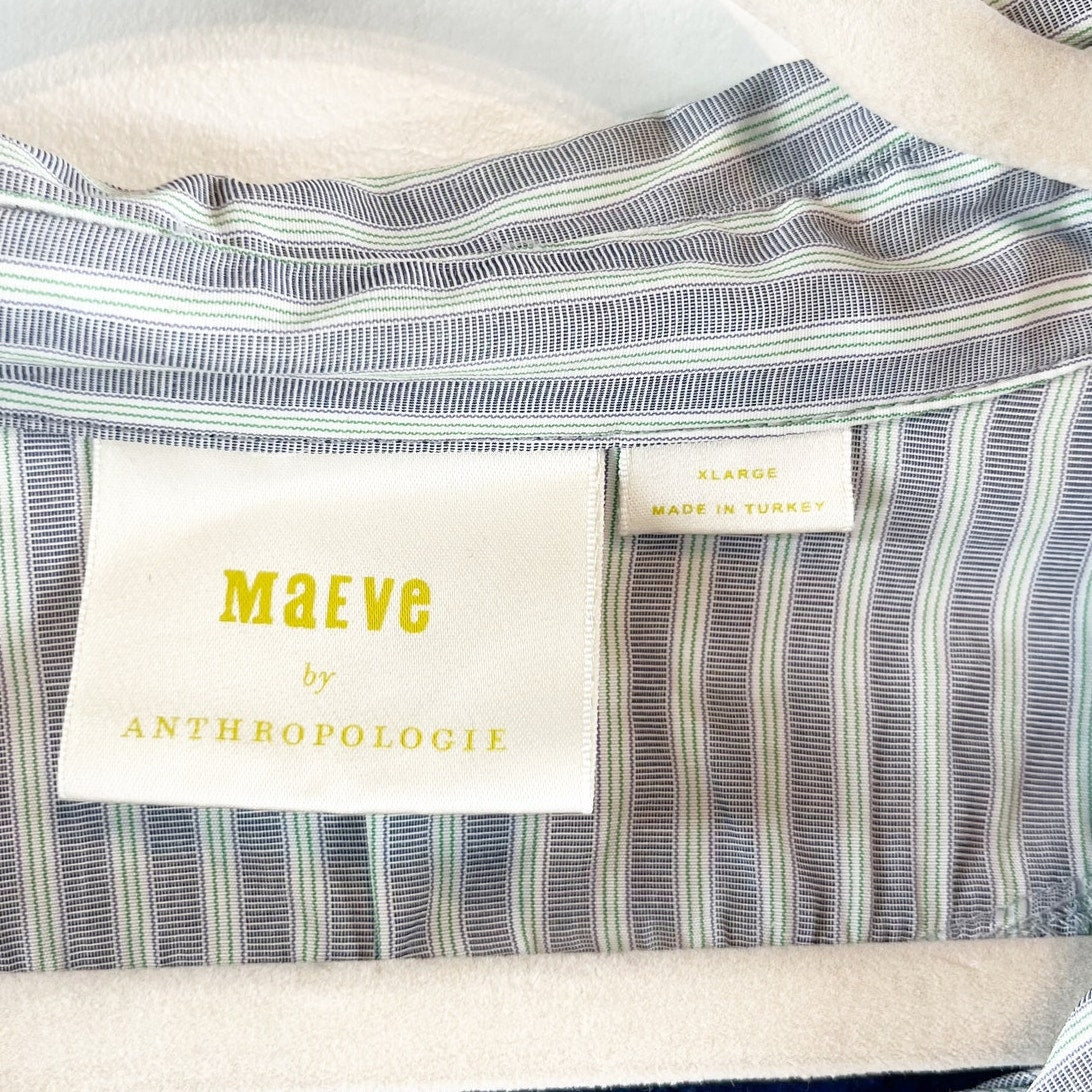 MaEVe
by
ANTHROPOLOGIE
XLARGE
MADE IN TURKEY